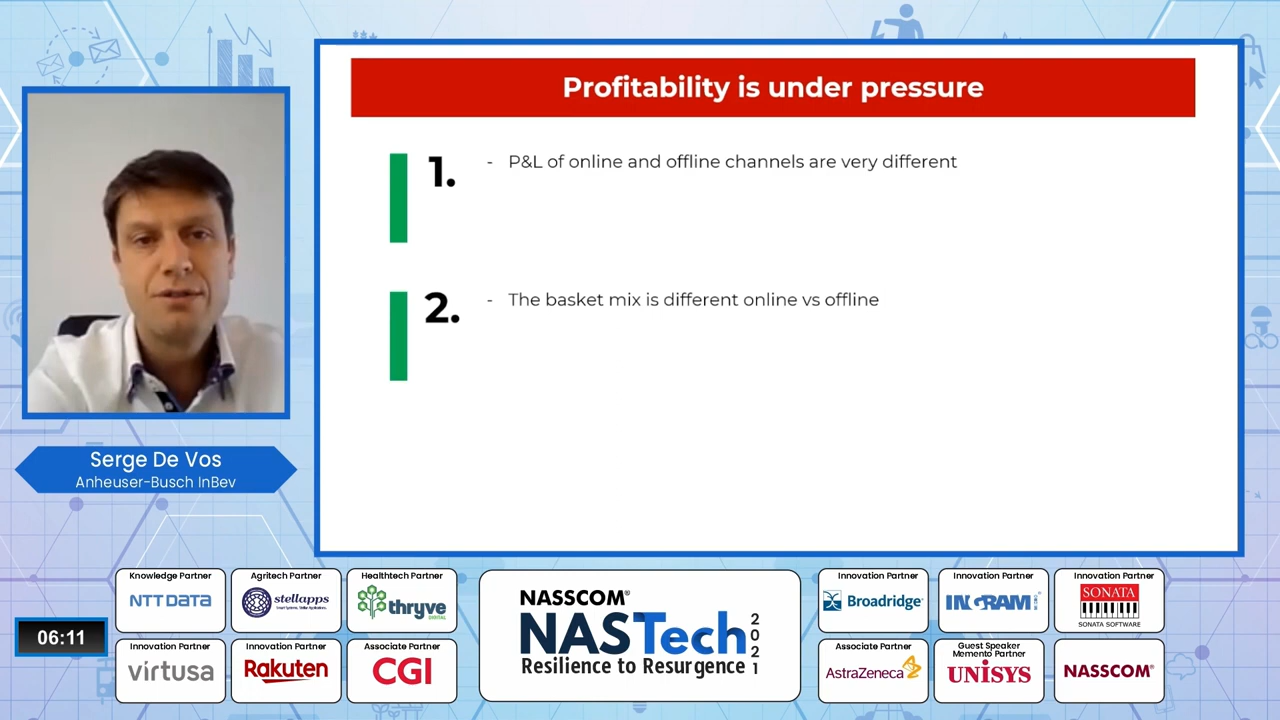 Profitability is under pressure
1.
- P&L of online and offline channels are very different
2.
- The basket mix is different online vs offline
Serge De Vos
Anheuser-Busch InBev
06:11
Knowledge Partner
NTT DATA
Agritech Partner
stellapps
Healthtech Partner
thryve
DIGITAL
Innovation Partner
virtusa
Innovation Partner
Rakuten
Associate Partner
CGI
NASSCOM®
NASTech
2021
Resilience to Resurgence
Innovation Partner
Broadridge®
Innovation Partner
INGRAM
Innovation Partner
SONATA
SONATA SOFTWARE
Associate Partner
AstraZeneca
Guest Speaker
Memento Partner
UNISYS
NASSCOM®